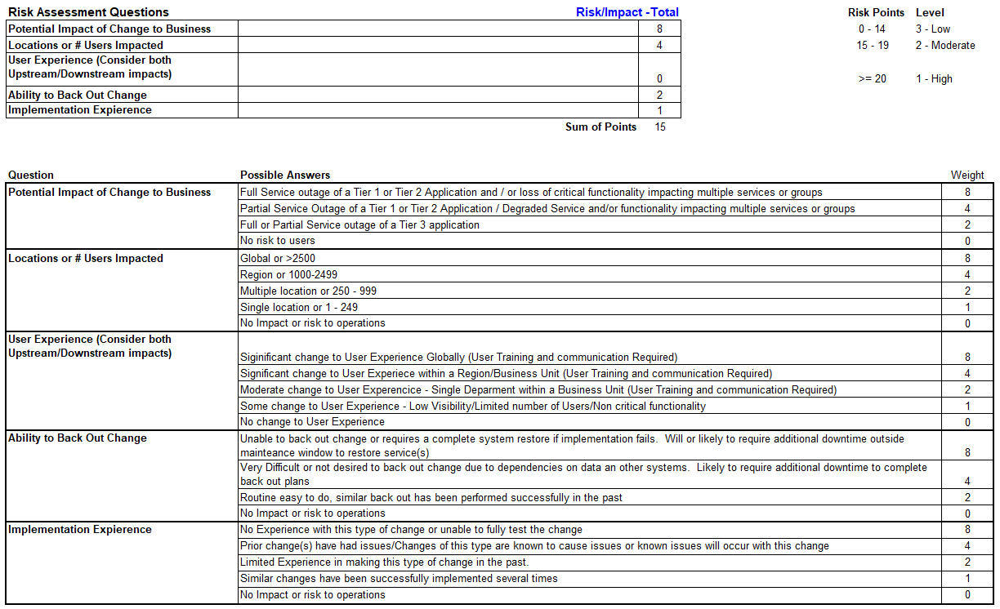 Risk Assessment Questions Risk/Impact -Total Risk Points Level
Potential Impact of Change to Business 8 0 - 14 3 - Low
Locations or # Users Impacted 4 15 - 19 2 - Moderate
User Experience (Consider both
Upstream/Downstream impacts) 0 >= 20 1 - High
Ability to Back Out Change 2
Implementation Expierence 1
Sum of Points 15
Question Possible Answers Weight
Potential Impact of Change to Business Full Service outage of a Tier 1 or Tier 2 Application and / or loss of critical functionality impacting multiple services or groups 8
Partial Service Outage of a Tier 1 or Tier 2 Application / Degraded Service and/or functionality impacting multiple services or groups 4
Full or Partial Service outage of a Tier 3 application 2
No risk to users 0
Locations or # Users Impacted Global or >2500 8
Region or 1000-2499 4
Multiple location or 250 - 999 2
Single location or 1 - 249 1
No Impact or risk to operations 0
User Experience (Consider both
Upstream/Downstream impacts)
Siginificant change to User Experience Globally (User Training and communication Required) 8
Significant change to User Experiece within a Region/Business Unit (User Training and communication Required) 4
Moderate change to User Experencice - Single Deparment within a Business Unit (User Training and communication Required) 2
Some change to User Experience - Low Visibility/Limited number of Users/Non critical functionality 1
No change to User Experience 0
Ability to Back Out Change Unable to back out change or requires a complete system restore if implementation fails. Will or likely to require additional downtime outside
mainteance window to restore service(s) 8
Very Difficult or not desired to back out change due to dependencies on data an other systems. Likely to require additional downtime to complete
back out plans 4
Routine easy to do, similar back out has been performed successfully in the past 2
No Impact or risk to operations 0
Implementation Expierence No Experience with this type of change or unable to fully test the change 8
Prior change(s) have had issues/Changes of this type are known to cause issues or known issues will occur with this change 4
Limited Experience in making this type of change in the past. 2
Similar changes have been successfully implemented several times 1
No Impact or risk to operations 0